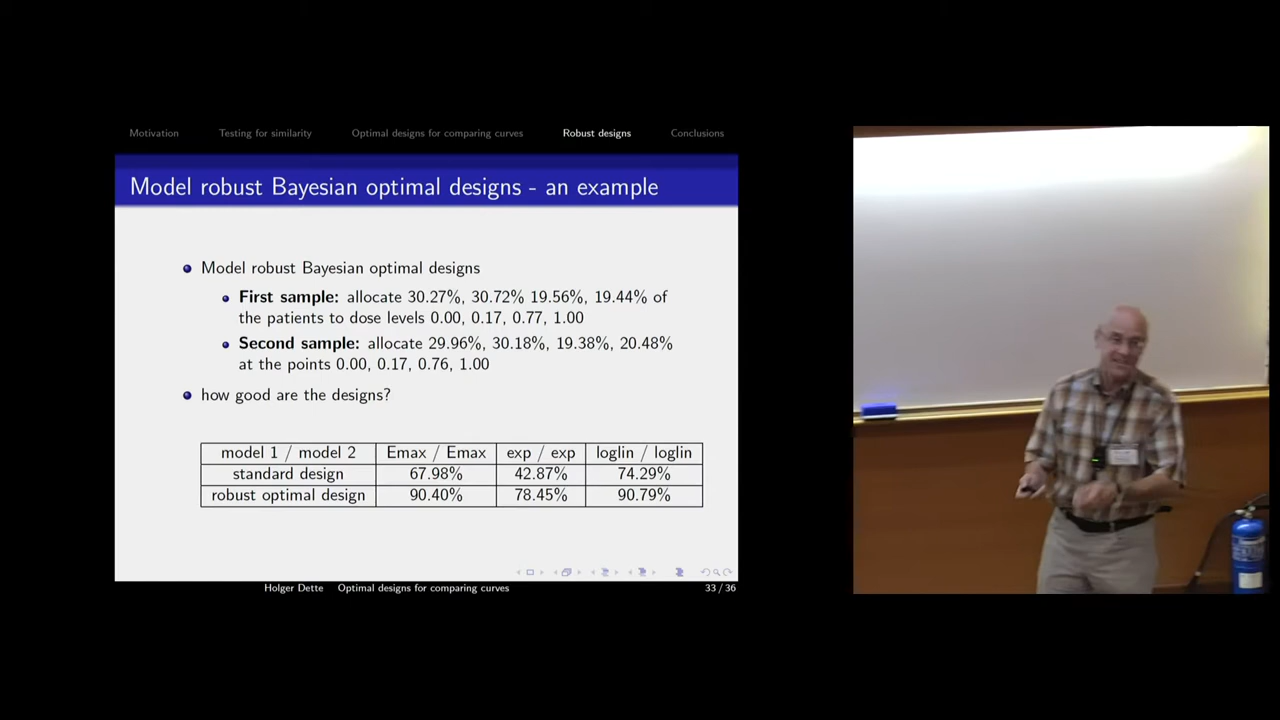 Motivation Testing for similarity Optimal designs for comparing curves Robust designs Conclusions
Model robust Bayesian optimal designs - an example
Model robust Bayesian optimal designs
First sample: allocate 30.27%, 30.72% 19.56%, 19.44% of
the patients to dose levels 0.00, 0.17, 0.77, 1.00
Second sample: allocate 29.96%, 30.18%, 19.38%, 20.48%
at the points 0.00, 0.17, 0.76, 1.00
how good are the designs?
model 1 / model 2 Emax / Emax exp / exp loglin / loglin
standard design 67.98% 42.87% 74.29%
robust optimal design 90.40% 78.45% 90.79%
Holger Dette Optimal designs for comparing curves 33 / 36